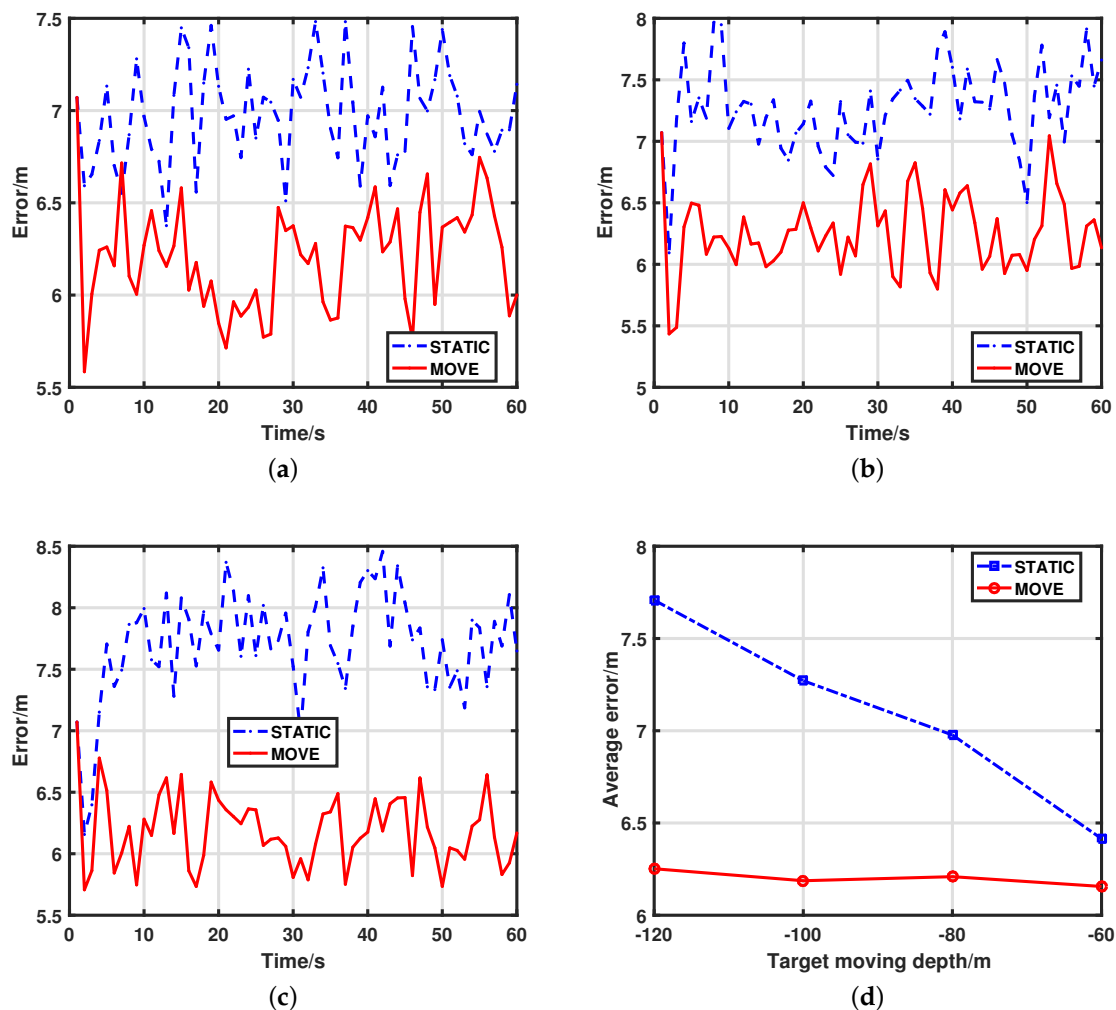 7.5
7
6.5
6
5.5
Error/m
0
10
20
30
40
50
60
Time/s
STATIC
MOVE
(a)
8
7.5
7
6.5
6
5.5
5
Error/m
0
10
20
30
40
50
60
Time/s
STATIC
MOVE
(b)
8.5
8
7.5
7
6.5
6
5.5
Error/m
0
10
20
30
40
50
60
Time/s
STATIC
MOVE
(c)
8
7.5
7
6.5
6
Average error/m
-120
-100
-80
-60
Target moving depth/m
STATIC
MOVE
(d)